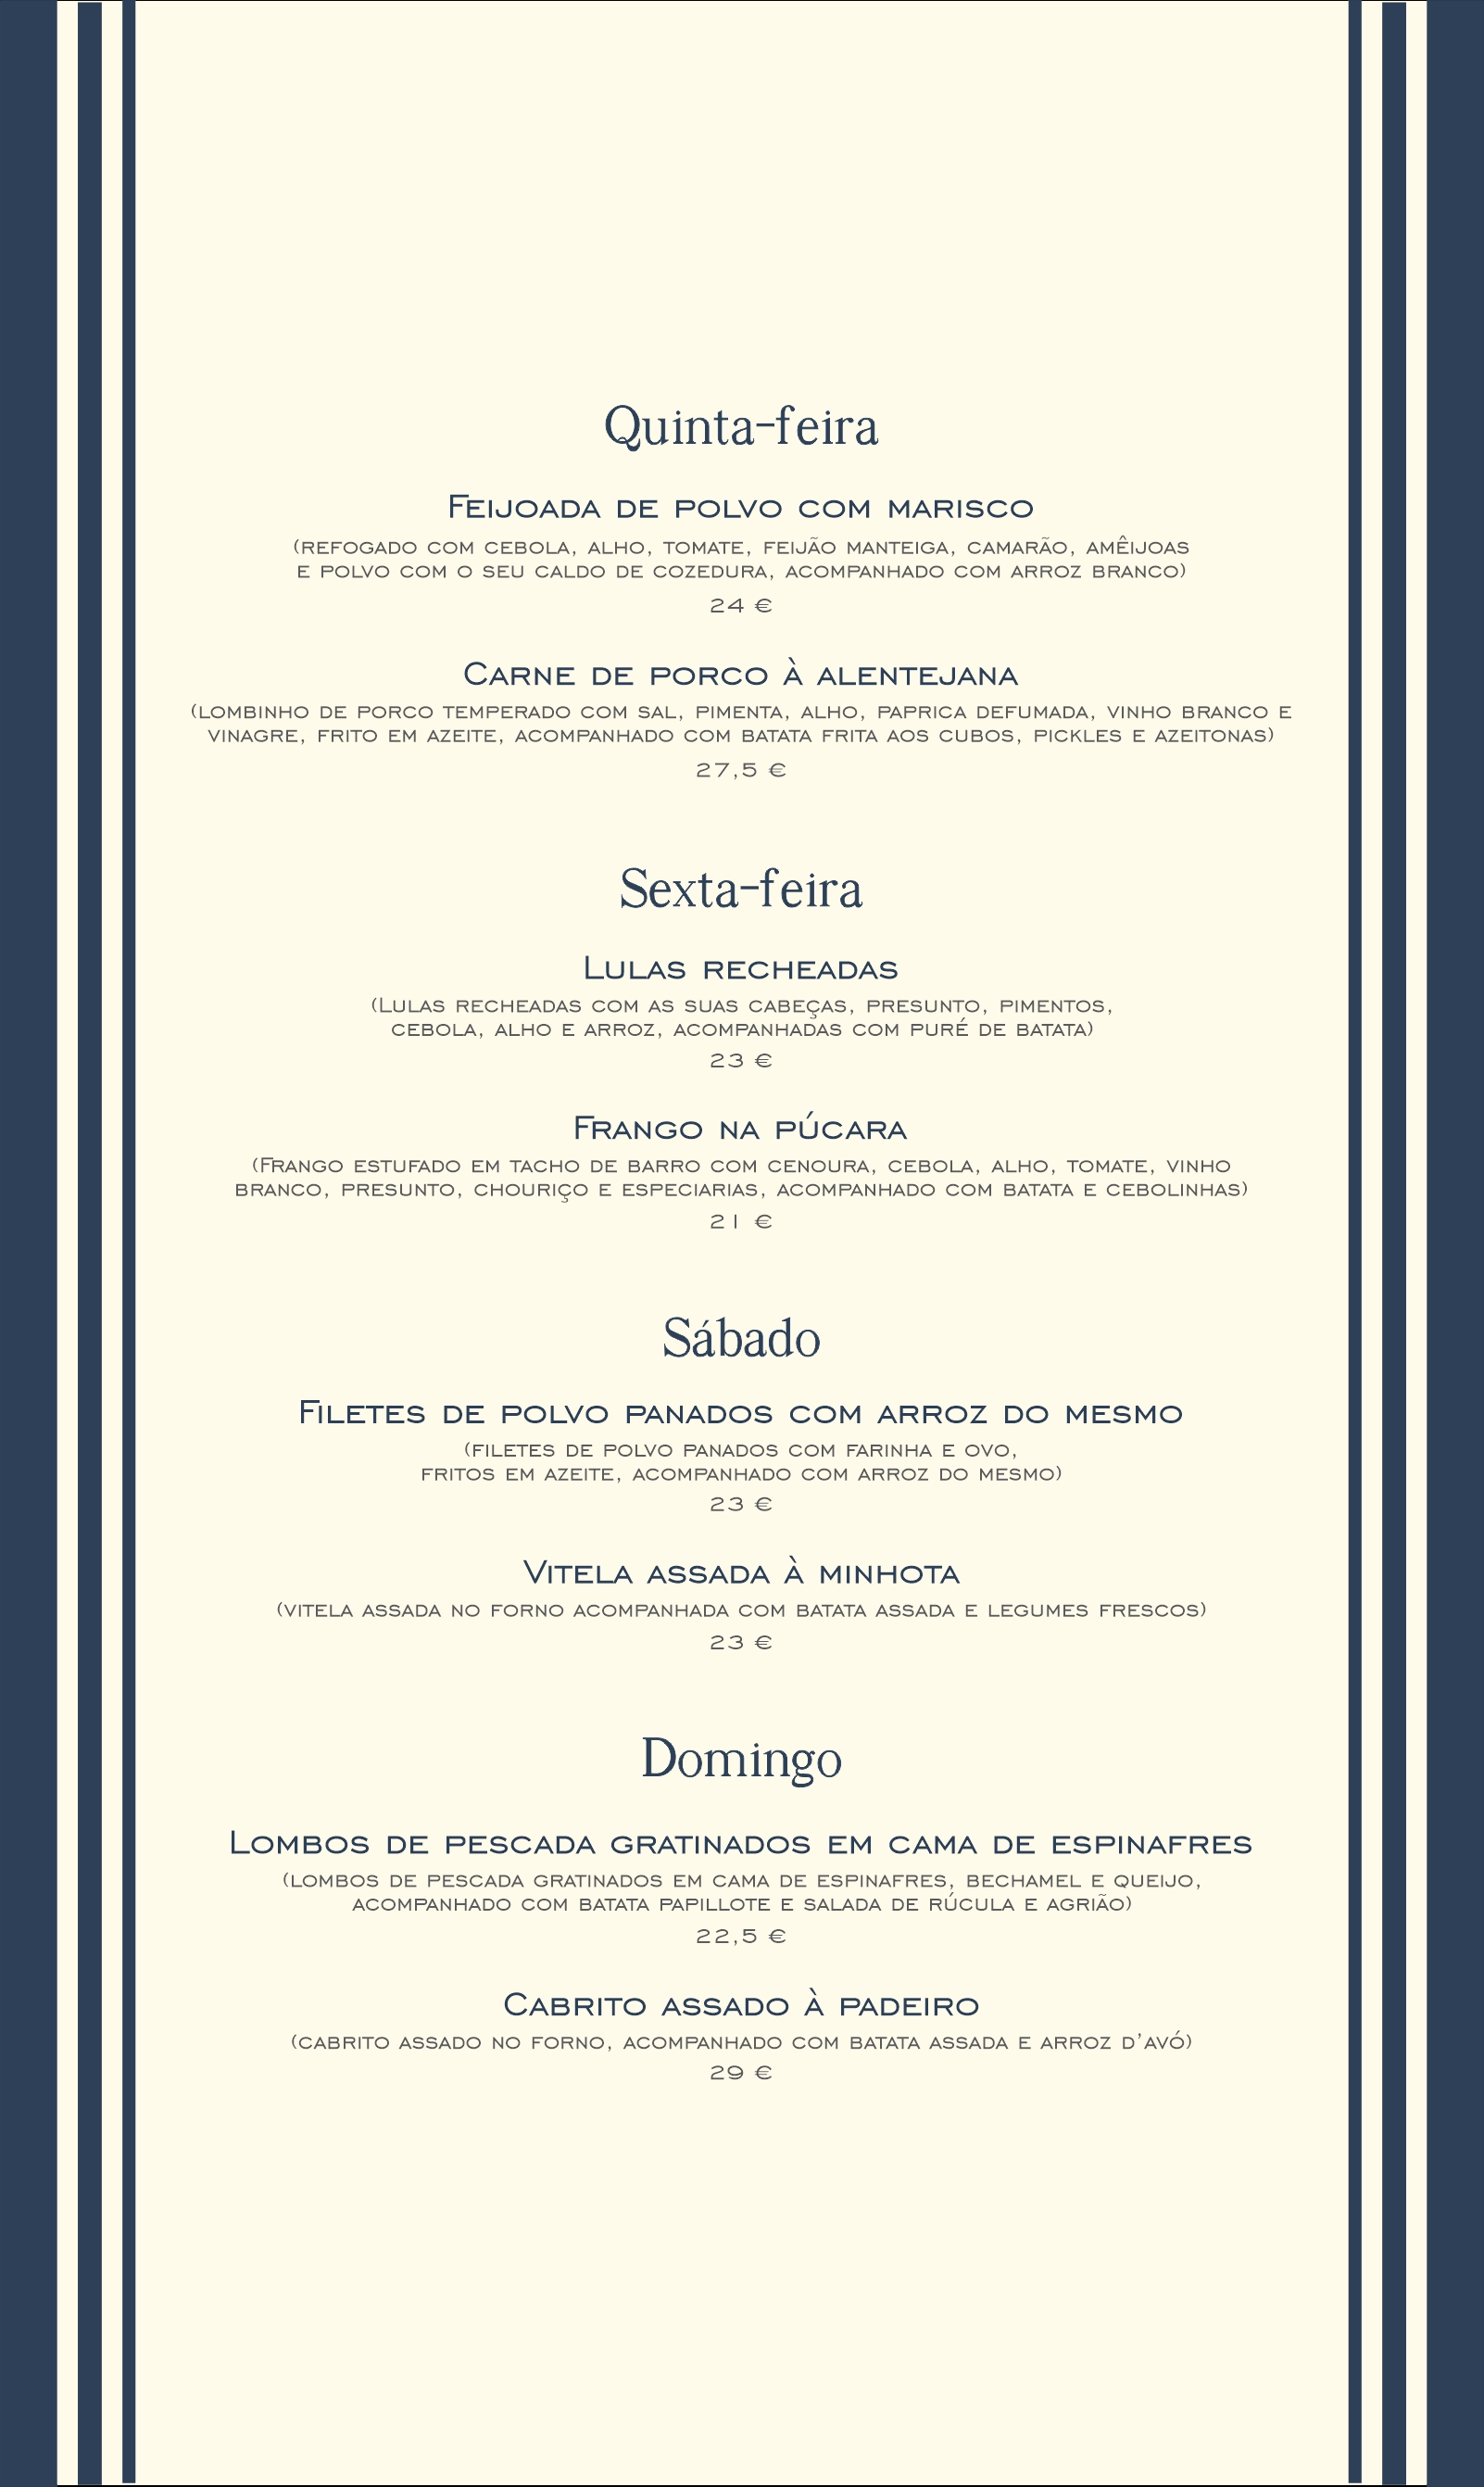 Quinta-feira
Feijoada de polvo com marisco
(refogado com cebola, alho, tomate, feijão manteiga, camarão, amêijoas
e polvo com o seu caldo de cozedura, acompanhado com arroz branco)
24 €
Carne de porco à alentejana
(lombinho de porco temperado com sal, pimenta, alho, paprica defumada, vinho branco e
vinagre, frito em azeite, acompanhado com batata frita aos cubos, pickles e azeitonas)
27,5 €
Sexta-feira
Lulas recheadas
(Lulas recheadas com as suas cabeças, presunto, pimentos,
cebola, alho e arroz, acompanhadas com puré de batata)
23 €
Frango na púcara
(Frango estufado em tacho de barro com cenoura, cebola, alho, tomate, vinho
branco, presunto, chouriço e especiarias, acompanhado com batata e cebolinhas)
21 €
Sábado
Filetes de polvo panados com arroz do mesmo
(filetes de polvo panados com farinha e ovo,
fritos em azeite, acompanhado com arroz do mesmo)
23 €
Vitela assada à minhota
(vitela assada no forno acompanhada com batata assada e legumes frescos)
23 €
Domingo
Lombos de pescada gratinados em cama de espinafres
(lombos de pescada gratinados em cama de espinafres, bechamel e queijo,
acompanhado com batata papillote e salada de rúcula e agrião)
22,5 €
Cabrito assado à padeiro
(cabrito assado no forno, acompanhado com batata assada e arroz d'avó)
29 €